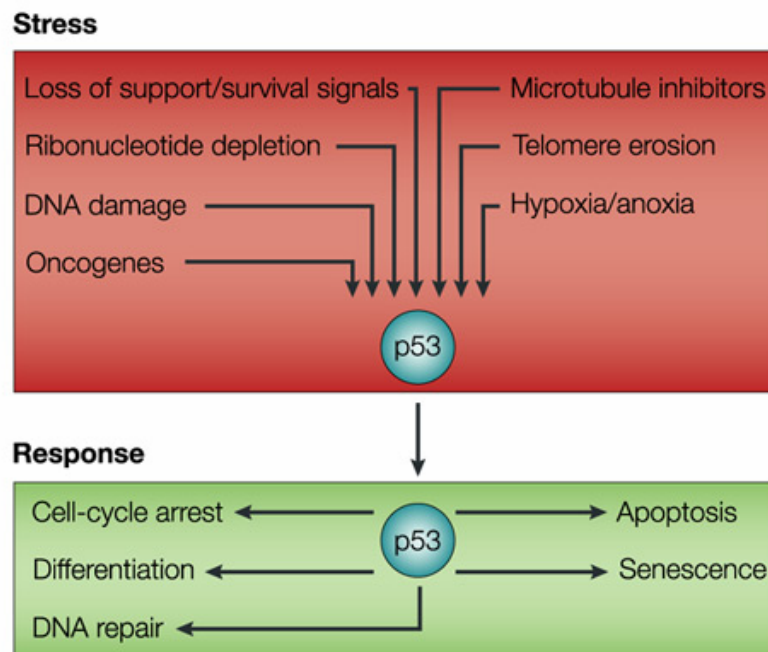 Stress
Loss of support/survival signals
Microtubule inhibitors
Ribonucleotide depletion
Telomere erosion
DNA damage
Hypoxia/anoxia
Oncogenes
p53
Response
Cell-cycle arrest
p53
Apoptosis
Differentiation
Senescence
DNA repair